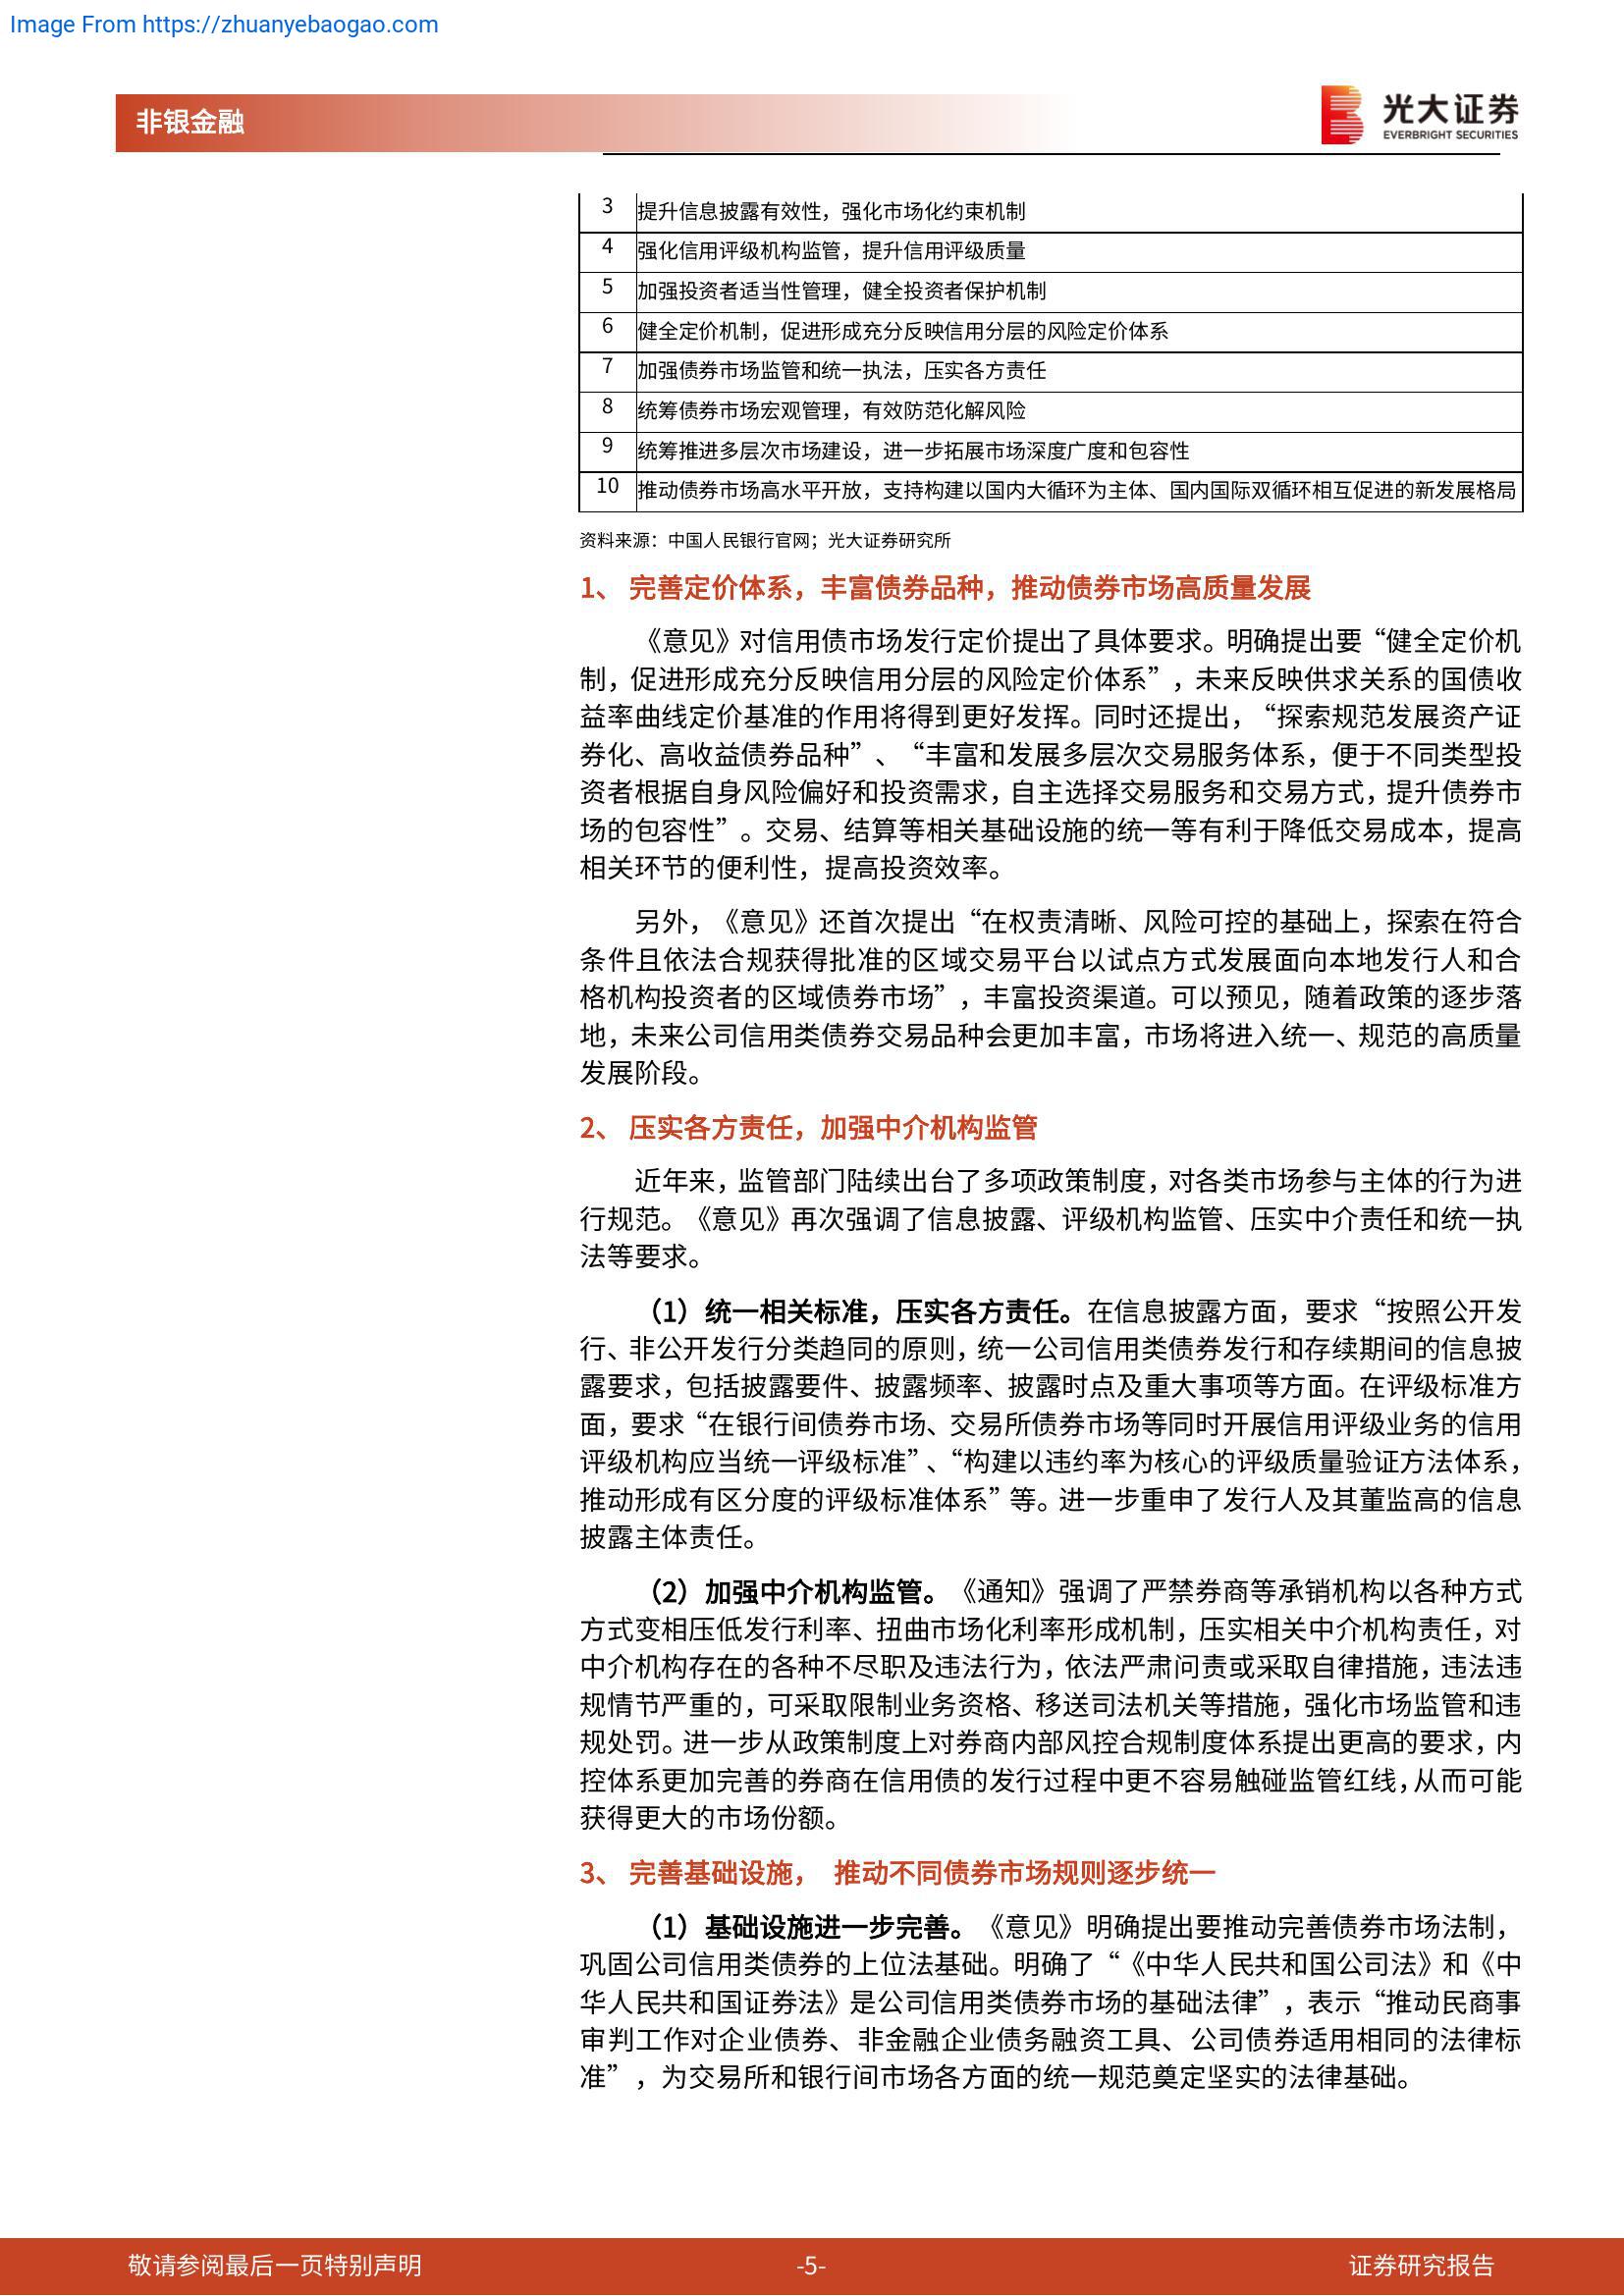 Image From https://zhuanyebaogao.com
非银金融
光大证券
EVERBRIGHT SECURITIES
3 提升信息披露有效性，强化市场化约束机制
4 强化信用评级机构监管，提升信用评级质量
5 加强投资者适当性管理，健全投资者保护机制
6 健全定价机制，促进形成充分反映信用分层的风险定价体系
7 加强债券市场监管和统一执法，压实各方责任
8 统筹债券市场宏观管理，有效防范化解风险
9 统筹推进多层次市场建设，进一步拓展市场深度广度和包容性
10 推动债券市场高水平开放，支持构建以国内大循环为主体、国内国际双循环相互促进的新发展格局
资料来源：中国人民银行官网；光大证券研究所
1、 完善定价体系，丰富债券品种，推动债券市场高质量发展
《意见》对信用债市场发行定价提出了具体要求。明确提出要“健全定价机
制，促进形成充分反映信用分层的风险定价体系”，未来反映供求关系的国债收
益率曲线定价基准的作用将得到更好发挥。同时还提出，“探索规范发展资产证
券化、高收益债券品种”、“丰富和发展多层次交易服务体系，便于不同类型投
资者根据自身风险偏好和投资需求，自主选择交易服务和交易方式，提升债券市
场的包容性”。交易、结算等相关基础设施的统一等有利于降低交易成本，提高
相关环节的便利性，提高投资效率。
另外，《意见》还首次提出“在权责清晰、风险可控的基础上，探索在符合
条件且依法合规获得批准的区域交易平台以试点方式发展面向本地发行人和合
格机构投资者的区域债券市场”，丰富投资渠道。可以预见，随着政策的逐步落
地，未来公司信用类债券交易品种会更加丰富，市场将进入统一、规范的高质量
发展阶段。
2、 压实各方责任，加强中介机构监管
近年来，监管部门陆续出台了多项政策制度，对各类市场参与主体的行为进
行规范。《意见》再次强调了信息披露、评级机构监管、压实中介责任和统一执
法等要求。
（1）统一相关标准，压实各方责任。在信息披露方面，要求“按照公开发
行、非公开发行分类趋同的原则，统一公司信用类债券发行和存续期间的信息披
露要求，包括披露要件、披露频率、披露时点及重大事项等方面。在评级标准方
面，要求“在银行间债券市场、交易所债券市场等同时开展信用评级业务的信用
评级机构应当统一评级标准”、“构建以违约率为核心的评级质量验证方法体系，
推动形成有区分度的评级标准体系”等。进一步重申了发行人及其董监高的信息
披露主体责任。
（2）加强中介机构监管。《通知》强调了严禁券商等承销机构以各种方式
方式变相压低发行利率、扭曲市场化利率形成机制，压实相关中介机构责任，对
中介机构存在的各种不尽职及违法行为，依法严肃问责或采取自律措施，违法违
规情节严重的，可采取限制业务资格、移送司法机关等措施，强化市场监管和违
规处罚。进一步从政策制度上对券商内部风控合规制度体系提出更高的要求，内
控体系更加完善的券商在信用债的发行过程中更不容易触碰监管红线，从而可能
获得更大的市场份额。
3、 完善基础设施， 推动不同债券市场规则逐步统一
（1）基础设施进一步完善。《意见》明确提出要推动完善债券市场法制，
巩固公司信用类债券的上位法基础。明确了“《中华人民共和国公司法》和《中
华人民共和国证券法》是公司信用类债券市场的基础法律”，表示“推动民商事
审判工作对企业债券、非金融企业债务融资工具、公司债券适用相同的法律标
准”，为交易所和银行间市场各方面的统一规范奠定坚实的法律基础。
敬请参阅最后一页特别声明
-5-
证券研究报告